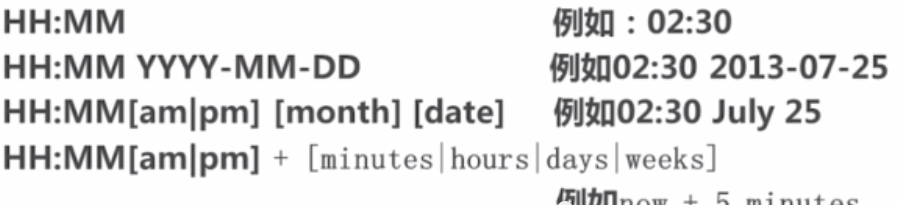 HH:MM 例如：02:30
HH:MM YYYY-MM-DD 例如02:30 2013-07-25
HH:MM[am|pm] [month] [date] 例如02:30 July 25
HH:MM[am|pm] + [minutes|hours|days|weeks]
例如now + 5 minutes